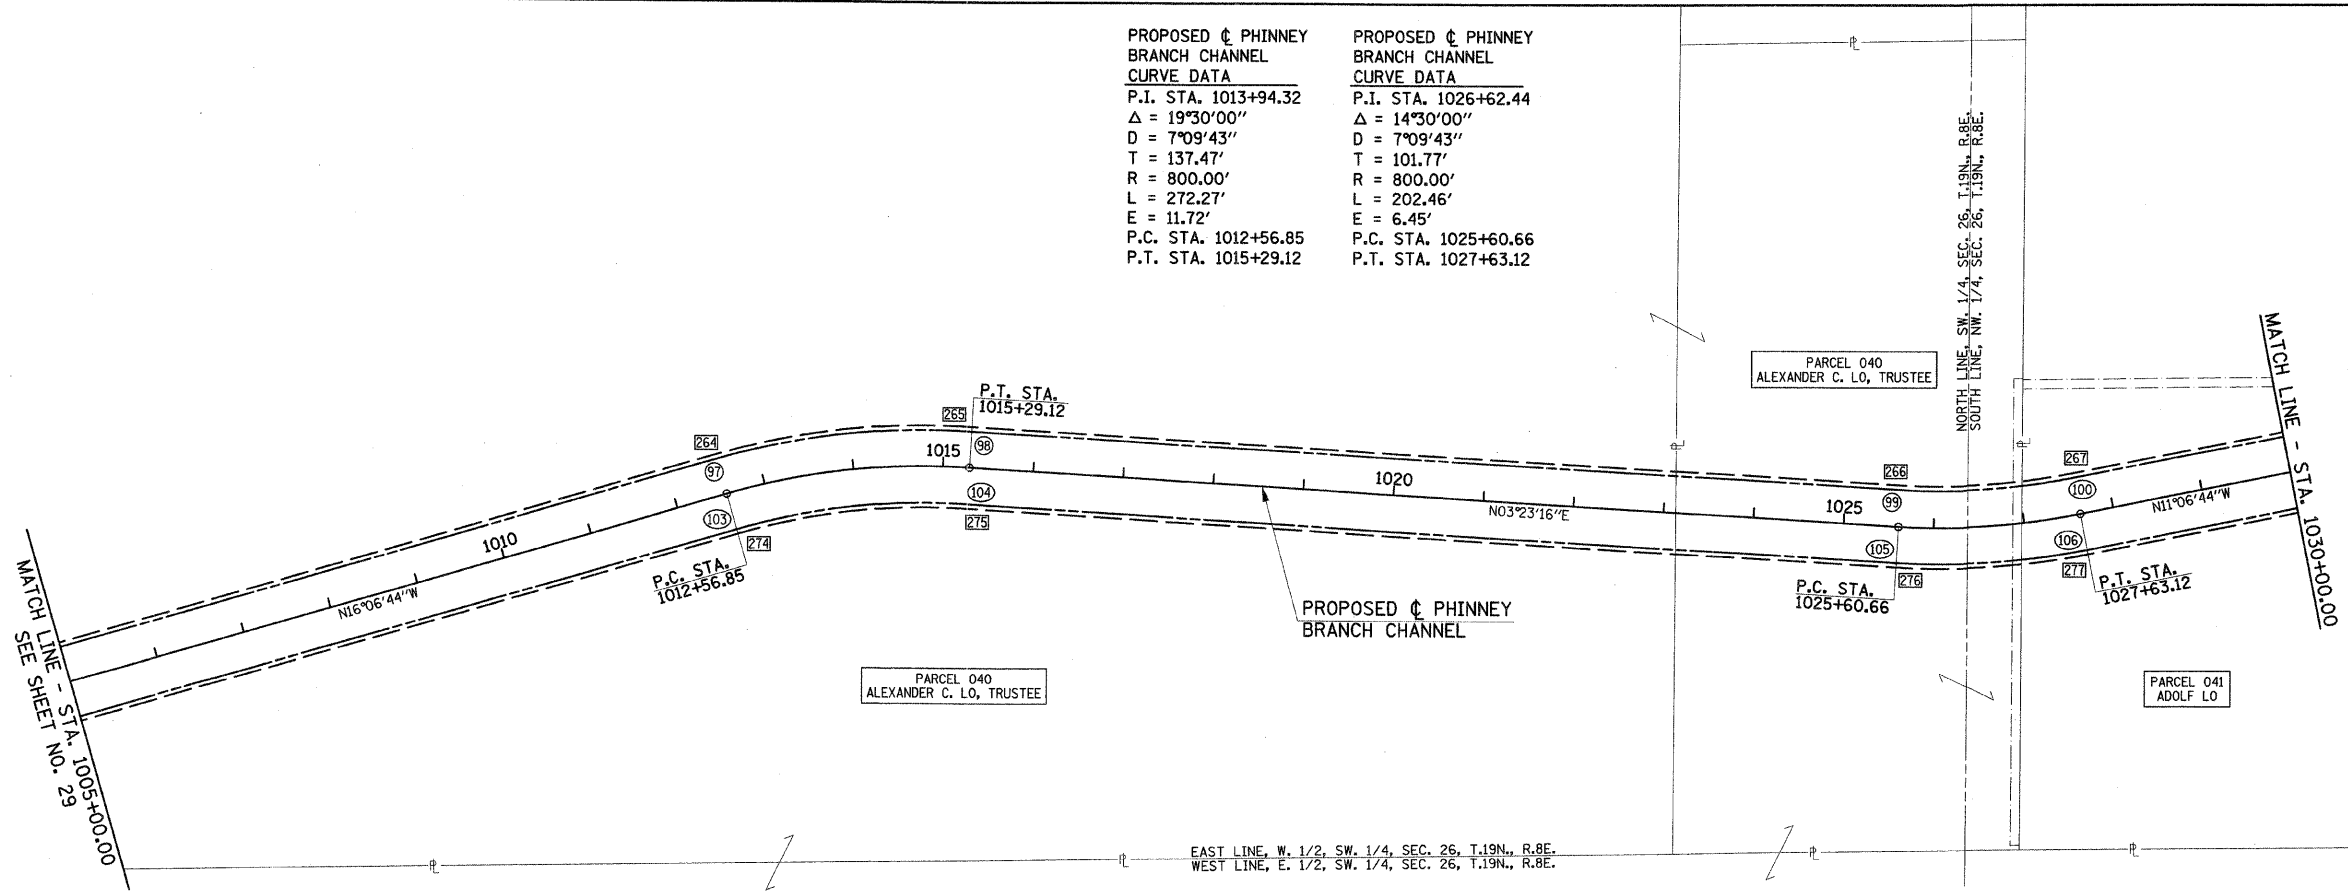 PROPOSED ℄ PHINNEY
BRANCH CHANNEL
CURVE DATA
P.I. STA. 1013+94.32
Δ = 19°30'00''
D = 7°09'43''
T = 137.47'
R = 800.00'
L = 272.27'
E = 11.72'
P.C. STA. 1012+56.85
P.T. STA. 1015+29.12
PROPOSED ℄ PHINNEY
BRANCH CHANNEL
CURVE DATA
P.I. STA. 1026+62.44
Δ = 14°30'00''
D = 7°09'43''
T = 101.77'
R = 800.00'
L = 202.46'
E = 6.45'
P.C. STA. 1025+60.66
P.T. STA. 1027+63.12
PL
NORTH LINE, SW. 1/4, SEC. 26, T.19N., R.8E.
SOUTH LINE, NW. 1/4, SEC. 26, T.19N., R.8E.
MATCH LINE - STA. 1030+00.00
PARCEL 040
ALEXANDER C. LO, TRUSTEE
P.T. STA.
1015+29.12
264
265
97
98
1015
1010
103
104
274
275
P.C. STA.
1012+56.85
N16°06'44''W
1020
N03°23'16''E
PL
PL
266
267
99
100
1025
105
106
276
277
N11°06'44''W
P.C. STA.
1025+60.66
P.T. STA.
1027+63.12
PROPOSED ℄ PHINNEY
BRANCH CHANNEL
MATCH LINE - STA. 1005+00.00
SEE SHEET NO. 29
PARCEL 040
ALEXANDER C. LO, TRUSTEE
PARCEL 041
ADOLF LO
PL
PL
EAST LINE, W. 1/2, SW. 1/4, SEC. 26, T.19N., R.8E.
WEST LINE, E. 1/2, SW. 1/4, SEC. 26, T.19N., R.8E.
PL
PL